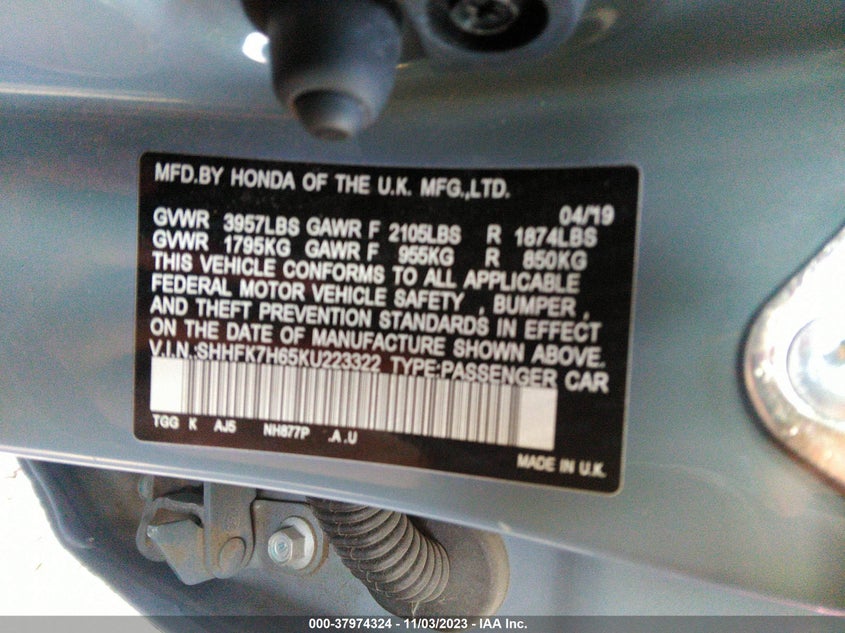 MFD.BY HONDA OF THE U.K. MFG.,LTD.
04/19
GVWR 3957LBS GAWR F 2105LBS R 1874LBS
GVWR 1795KG GAWR F 955KG R 850KG
THIS VEHICLE CONFORMS TO ALL APPLICABLE
FEDERAL MOTOR VEHICLE SAFETY , BUMPER ,
AND THEFT PREVENTION STANDARDS IN EFFECT
ON THE DATE OF MANUFACTURE SHOWN ABOVE.
V.I.N.:SHHFK7H65KU223322 TYPE:PASSENGER CAR
TGG K AJ5 NH877P .A .U
MADE IN U.K.
000-37974324 - 11/03/2023 - IAA Inc.